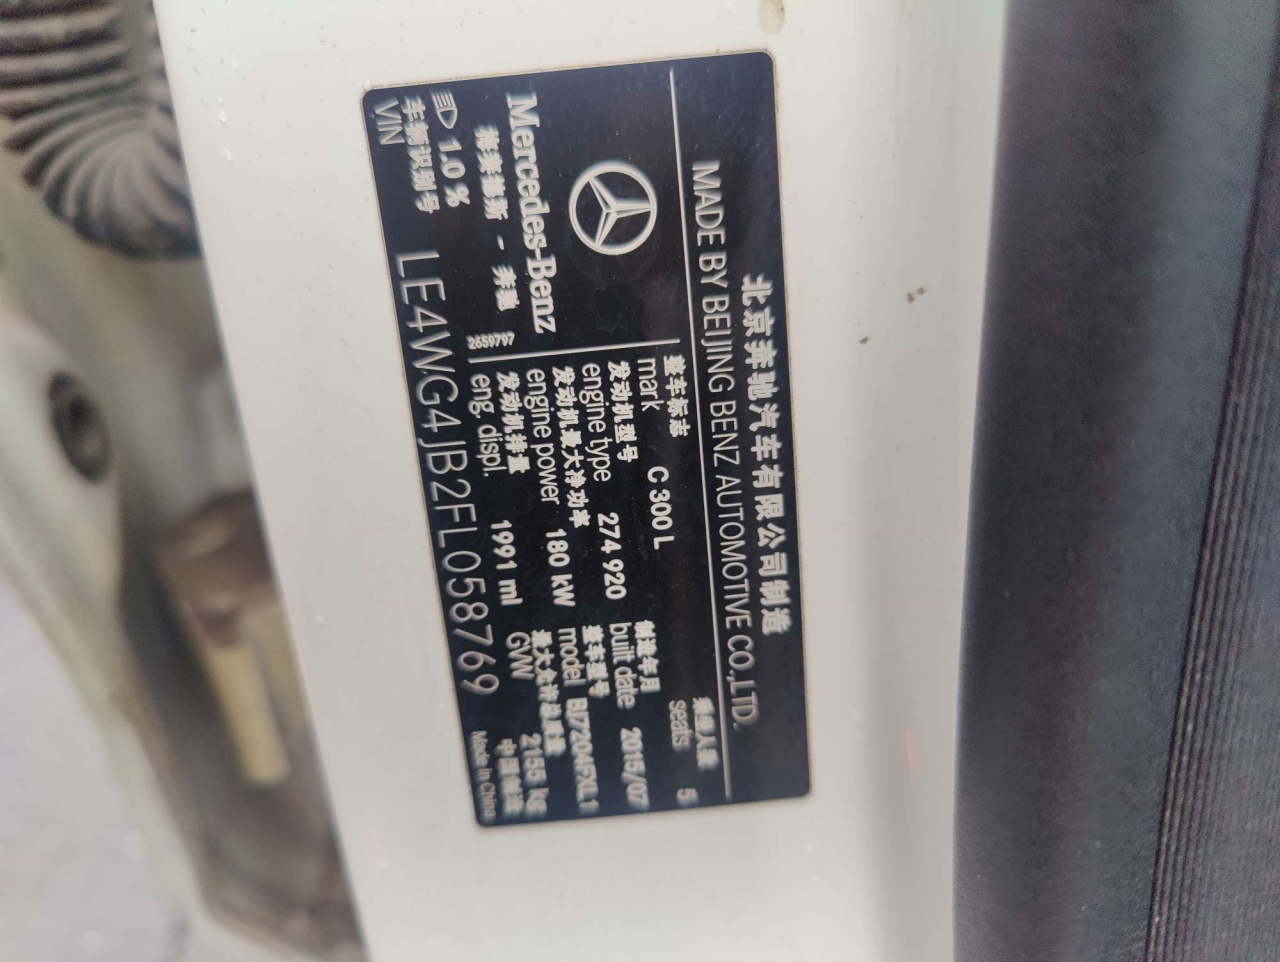 北京奔驰汽车有限公司制造
MADE BY BEIJING BENZ AUTOMOTIVE CO.,LTD.
Mercedes-Benz
梅赛德斯 - 奔驰
2659797
整车标志
mark C 300 L
乘坐人数
seats 5
发动机型号
engine type 274 920
制造年月
built date 2015/07
发动机最大净功率
engine power 180 kW
整车型号
model BJ7204FXL1
发动机排量
eng. displ. 1991 ml
最大允许总质量
GW 2155 kg
1.0 %
车辆识别号
VIN LE4WG4JB2FL058769
中国制造
Made In China